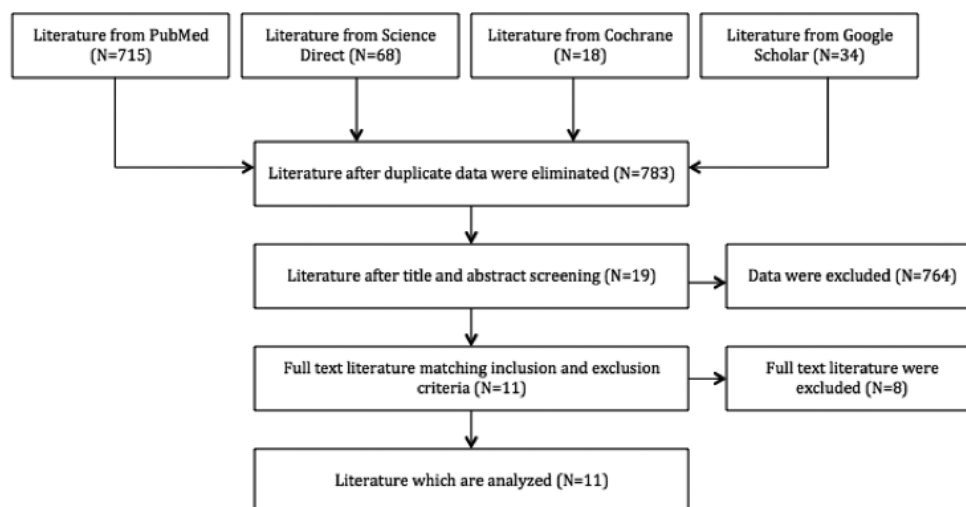 Literature from PubMed
(N=715)
Literature from Science
Direct (N=68)
Literature from Cochrane
(N=18)
Literature from Google
Scholar (N=34)
Literature after duplicate data were eliminated (N=783)
Literature after title and abstract screening (N=19)
Data were excluded (N=764)
Full text literature matching inclusion and exclusion
criteria (N=11)
Full text literature were
excluded (N=8)
Literature which are analyzed (N=11)